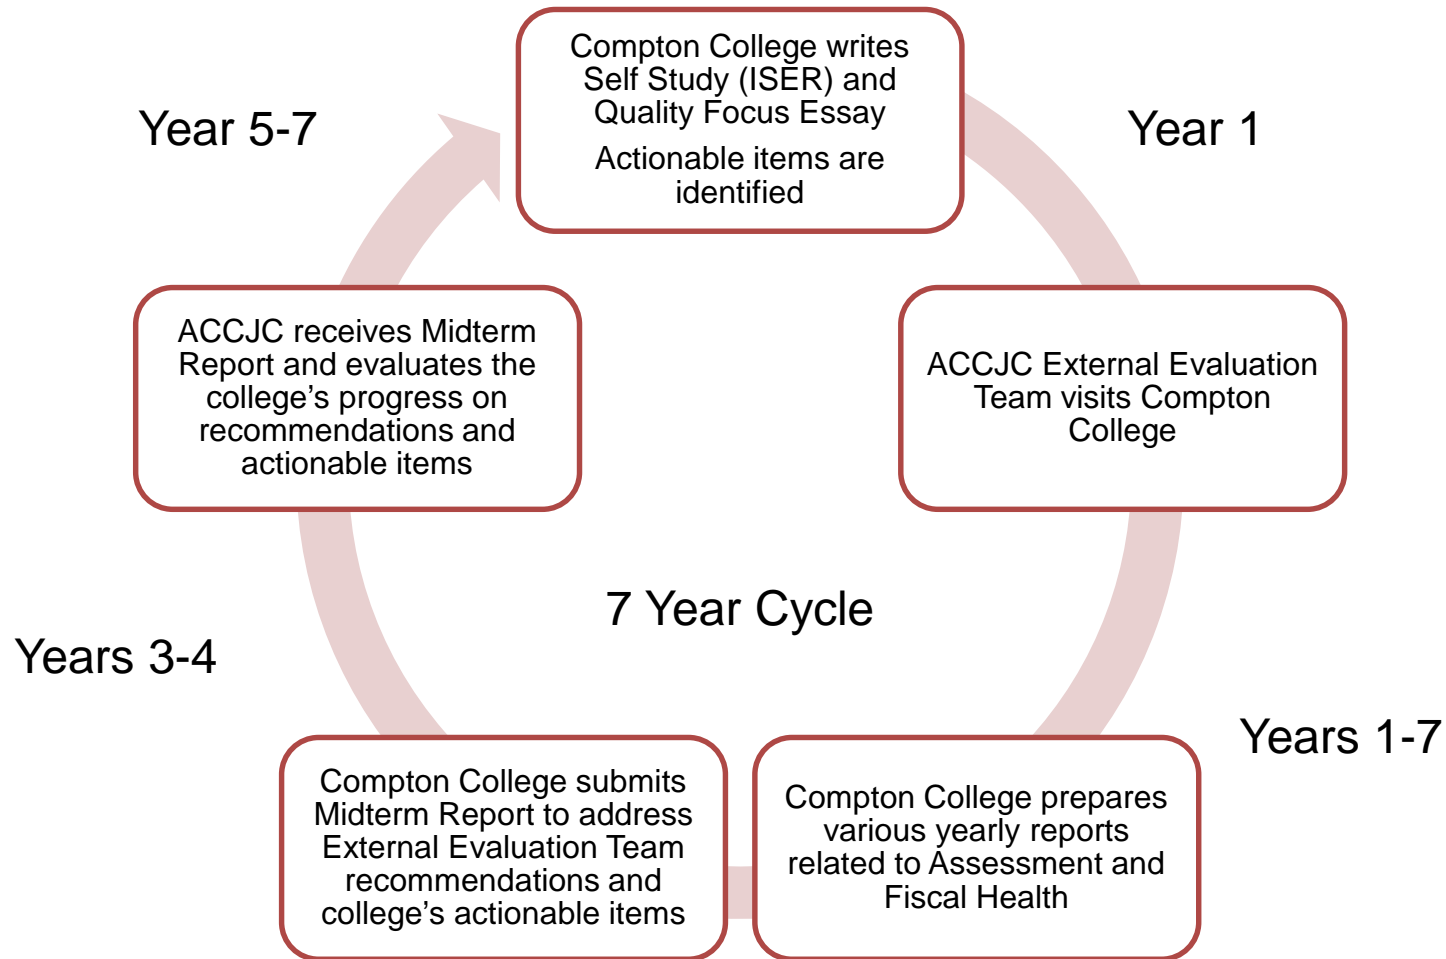 Compton College writes
Self Study (ISER) and
Quality Focus Essay
Actionable items are
identified
Year 1
ACCJC External Evaluation
Team visits Compton
College
Years 1-7
Compton College prepares
various yearly reports
related to Assessment and
Fiscal Health
Compton College submits
Midterm Report to address
External Evaluation Team
recommendations and
college’s actionable items
Years 3-4
ACCJC receives Midterm
Report and evaluates the
college’s progress on
recommendations and
actionable items
Year 5-7
7 Year Cycle